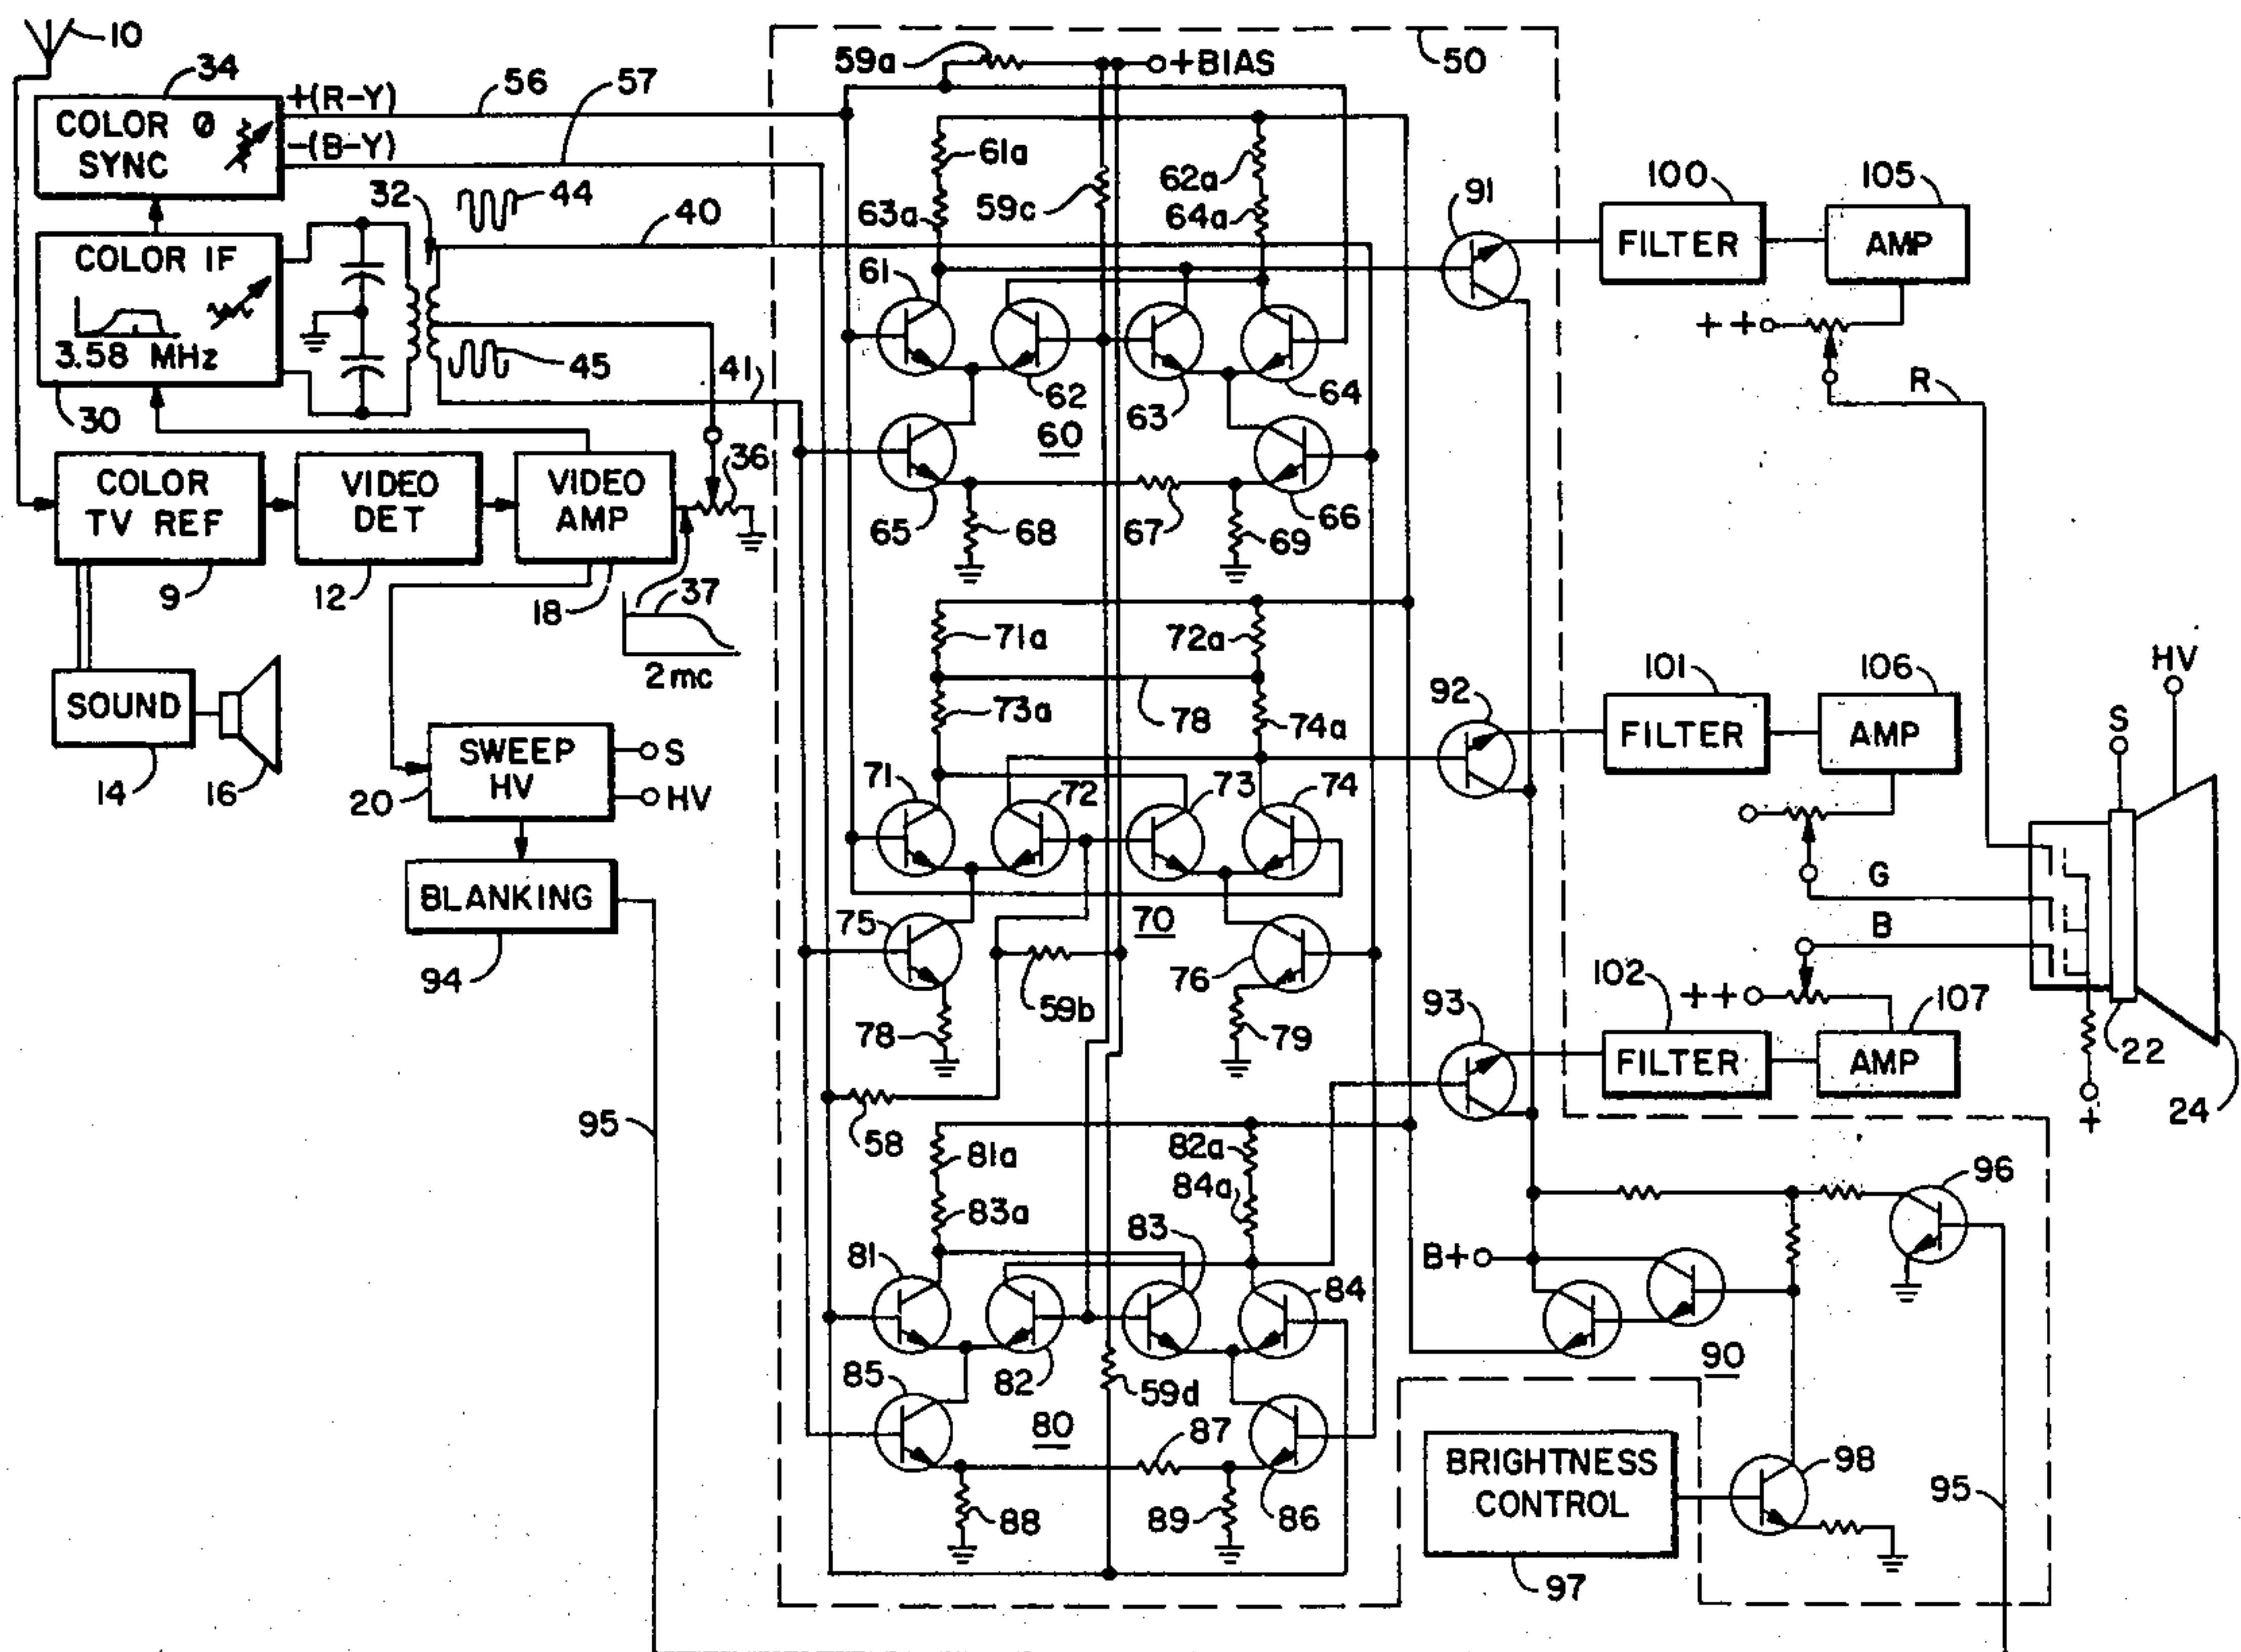 10
34
+(R-Y)
-(B-Y)
56
57
COLOR Ø
SYNC
32
44
40
COLOR IF
3.58 MHz
30
45
41
36
COLOR
TV REF
9
VIDEO
DET
12
VIDEO
AMP
18
37
2mc
SOUND
14
16
SWEEP
HV
20
S
HV
BLANKING
94
95
59a
+BIAS
50
61a
63a
59c
62a
64a
61
62
63
64
60
65
68
67
69
66
71a
72a
73a
78
74a
71
72
73
74
75
70
76
78
59b
79
58
81a
83a
82a
84a
81
83
84
85
82
59d
80
87
88
89
86
91
100
FILTER
105
AMP
++
R
92
101
FILTER
106
AMP
G
B
93
102
FILTER
++
107
AMP
HV
S
22
24
+
96
B+
90
BRIGHTNESS
CONTROL
97
98
95